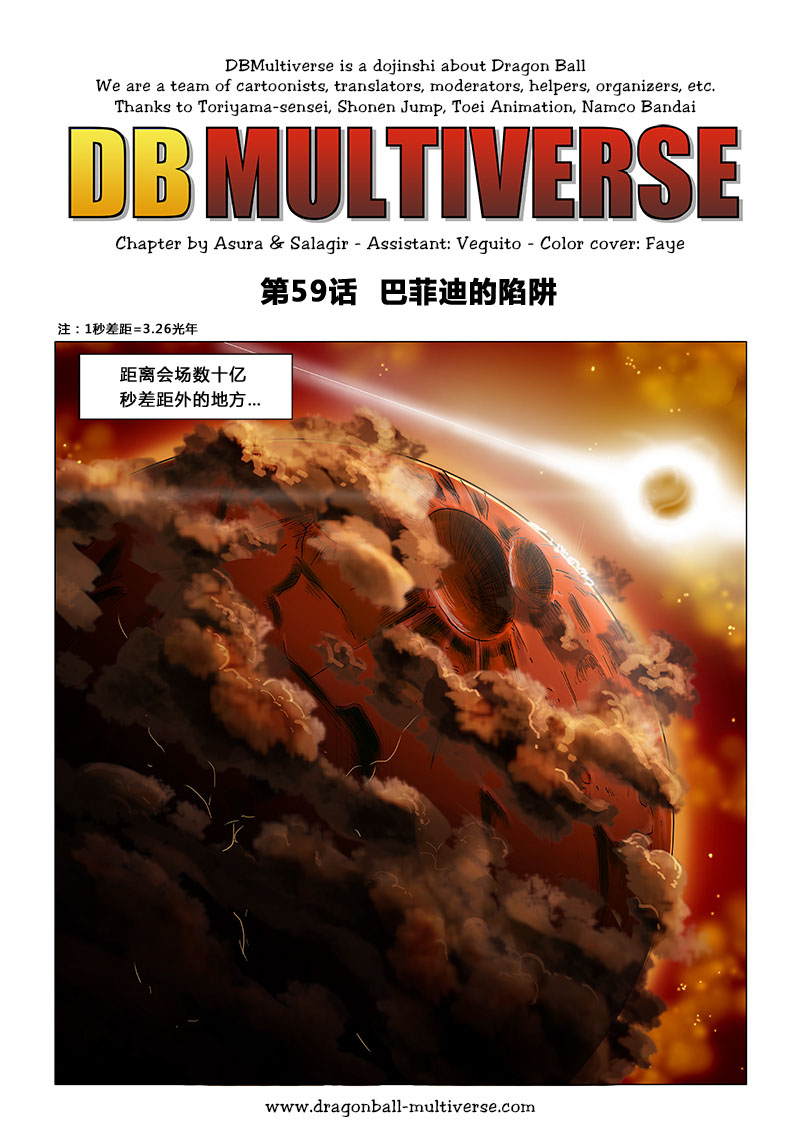 DBMultiverse is a dojinshi about Dragon Ball
We are a team of cartoonists, translators, moderators, helpers, organizers, etc.
Thanks to Toriyama-sensei, Shonen Jump, Toei Animation, Namco Bandai
DB MULTIVERSE
Chapter by Asura & Salagir - Assistant: Veguito - Color cover: Faye
第59话 巴菲迪的陷阱
注：1秒差距=3.26光年
距离会场数十亿
秒差距外的地方...
www.dragonball-multiverse.com